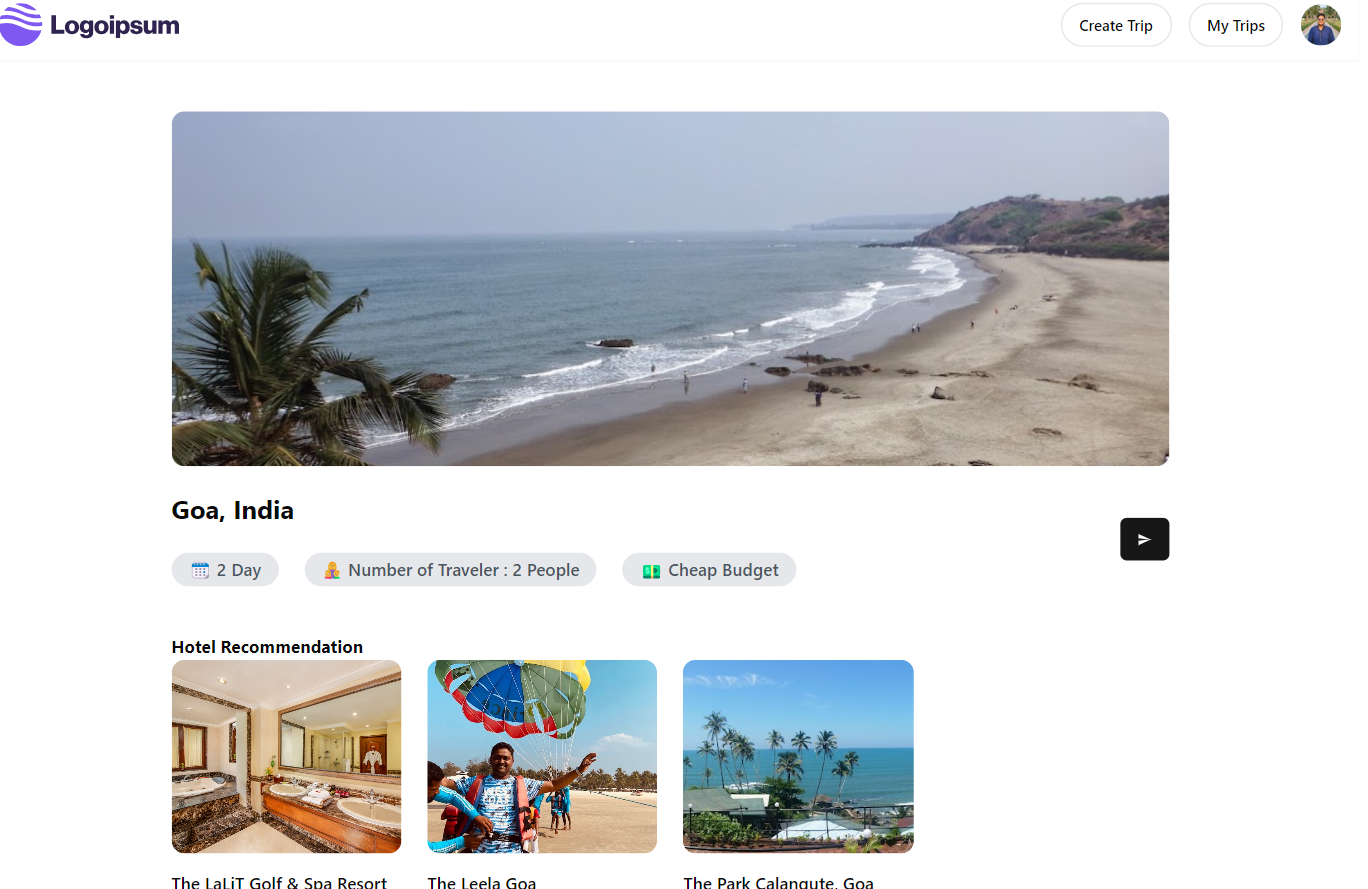 Logoipsum
Create Trip
My Trips
Goa, India
2 Day
Number of Traveler : 2 People
Cheap Budget
Hotel Recommendation
The LaLiT Golf & Spa Resort
The Leela Goa
The Park Calangute, Goa